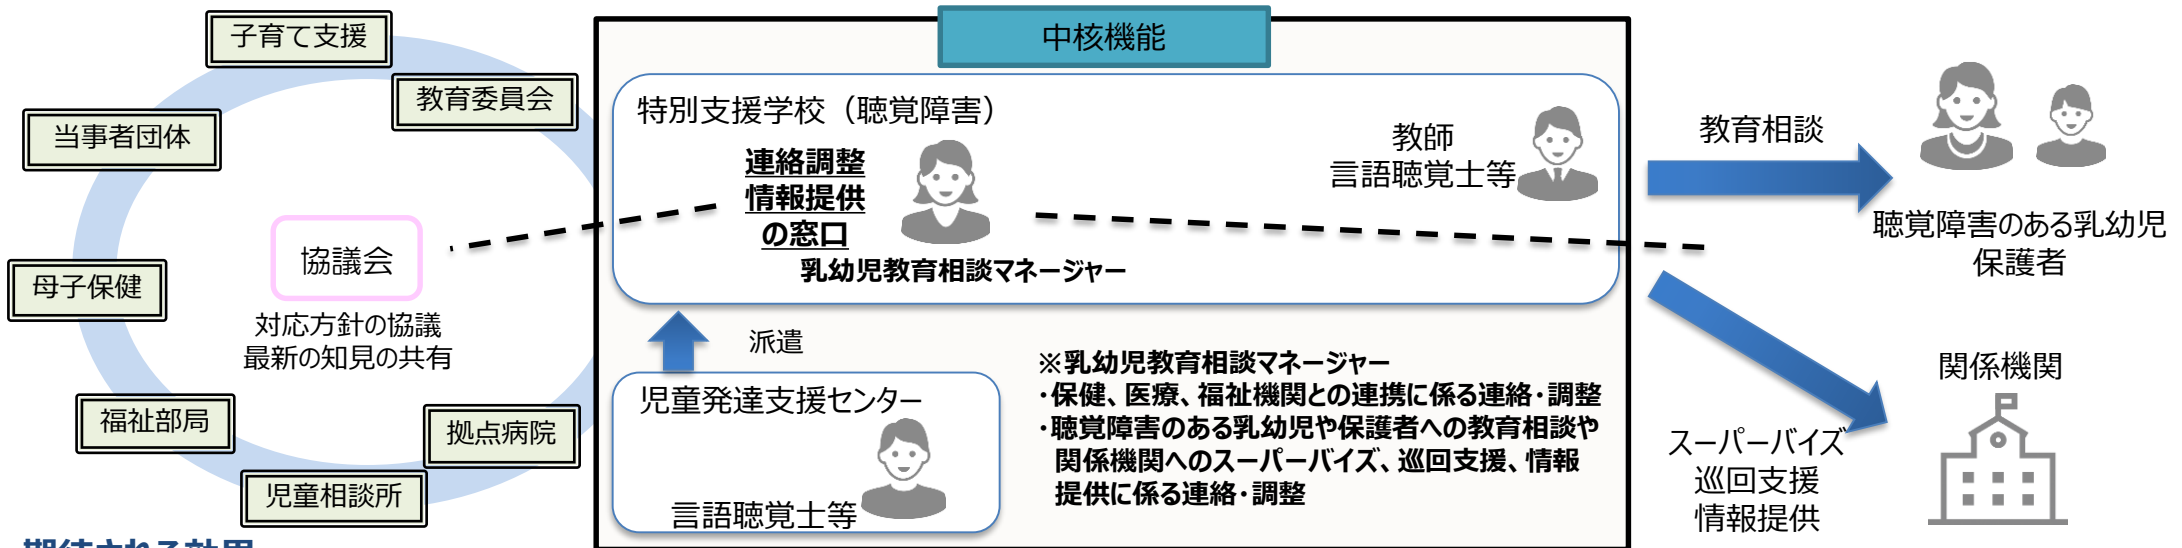 子育て支援
教育委員会
当事者団体
母子保健
福祉部局
児童相談所
拠点病院
協議会
対応方針の協議
最新の知見の共有
中核機能
特別支援学校（聴覚障害）
連絡調整
情報提供
の窓口
乳幼児教育相談マネージャー
教師
言語聴覚士等
派遣
児童発達支援センター
言語聴覚士等
※乳幼児教育相談マネージャー
・保健、医療、福祉機関との連携に係る連絡・調整
・聴覚障害のある乳幼児や保護者への教育相談や
関係機関へのスーパーバイズ、巡回支援、情報
提供に係る連絡・調整
教育相談
聴覚障害のある乳幼児
保護者
関係機関
スーパーバイズ
巡回支援
情報提供
期待される効果